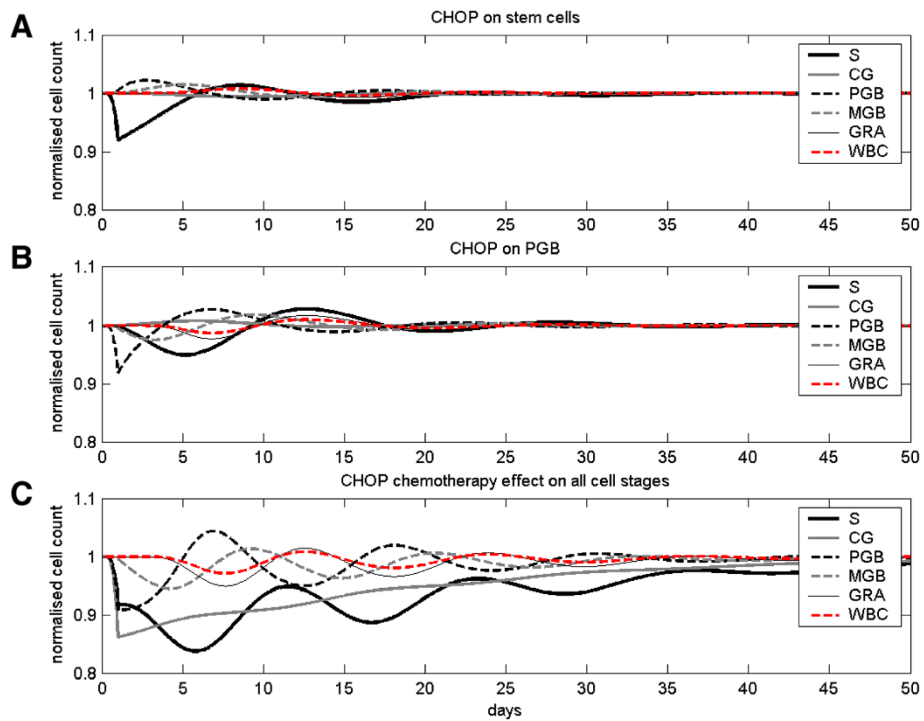 A
CHOP on stem cells
normalised cell count
1.1
1
0.9
0.8
0 5 10 15 20 25 30 35 40 45 50
S
CG
PGB
MGB
GRA
WBC
B
CHOP on PGB
normalised cell count
1.1
1
0.9
0.8
0 5 10 15 20 25 30 35 40 45 50
S
CG
PGB
MGB
GRA
WBC
C
CHOP chemotherapy effect on all cell stages
normalised cell count
1.1
1
0.9
0.8
0 5 10 15 20 25 30 35 40 45 50
days
S
CG
PGB
MGB
GRA
WBC